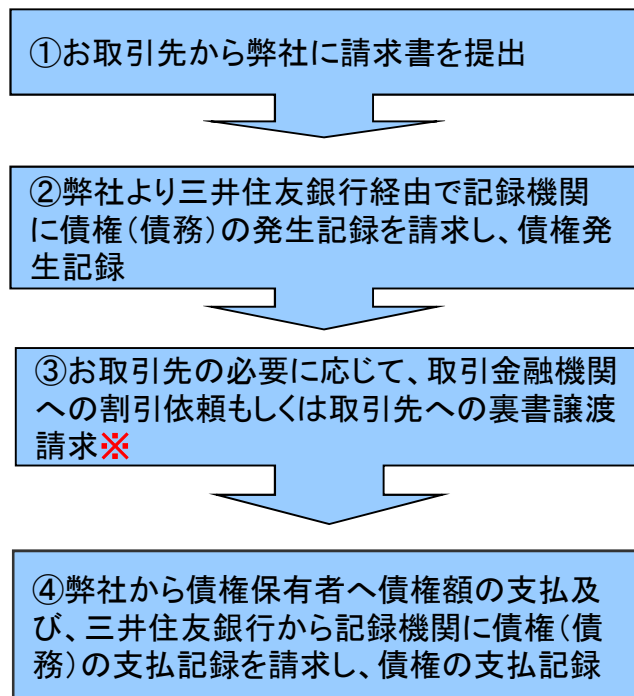 ①お取引先から弊社に請求書を提出
②弊社より三井住友銀行経由で記録機関
に債権(債務)の発生記録を請求し、債権発
生記録
③お取引先の必要に応じて、取引金融機関
への割引依頼もしくは取引先への裏書譲渡
請求※
④弊社から債権保有者へ債権額の支払及
び、三井住友銀行から記録機関に債権(債
務)の支払記録を請求し、債権の支払記録